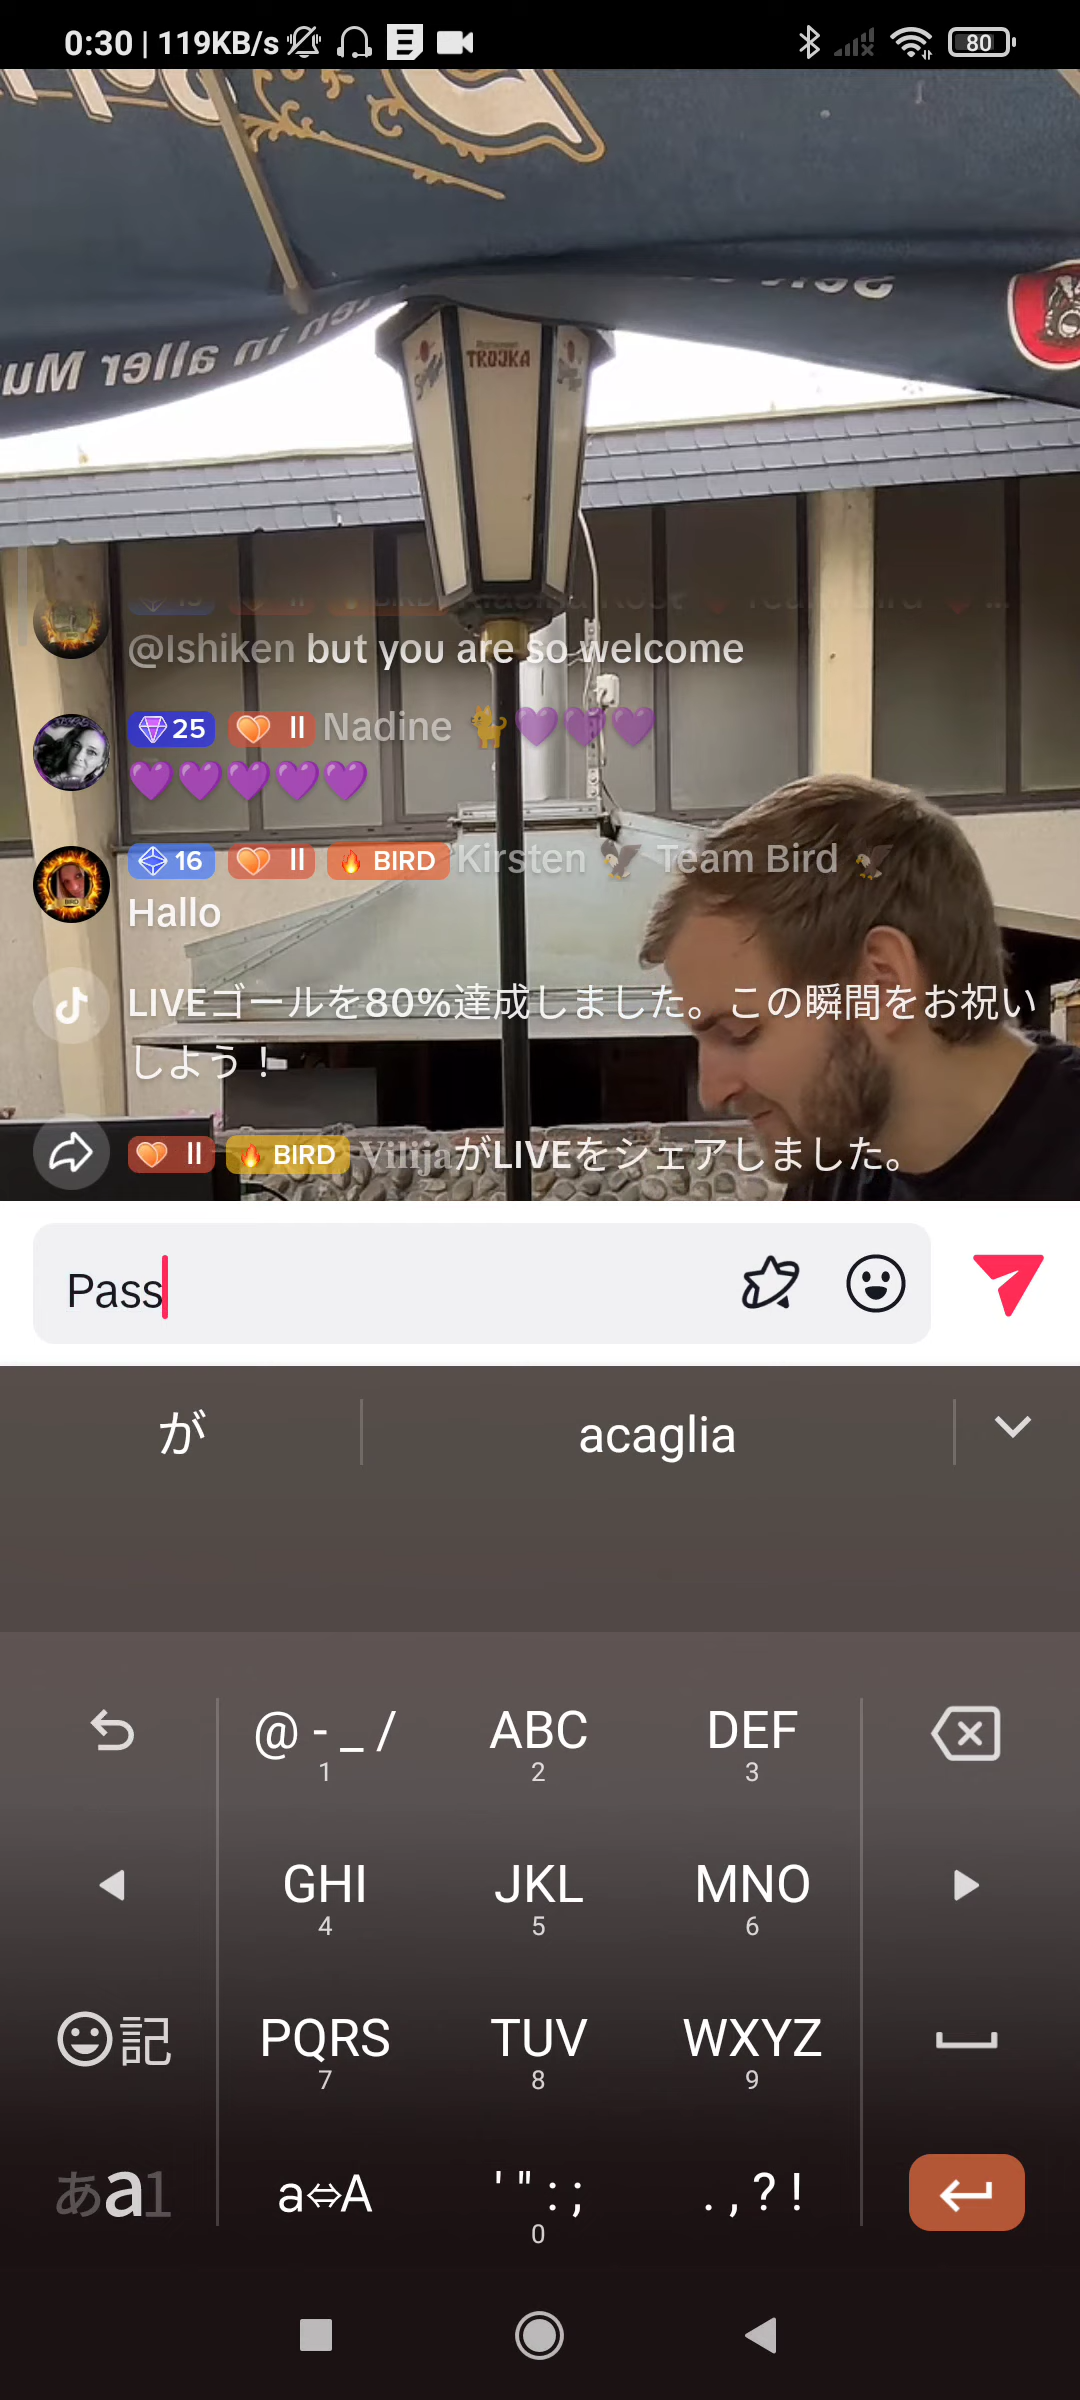 0:30 | 119KB/s
80
TROJKA
@Ishiken but you are so welcome
25 II Nadine 🐈💜💜💜
💜💜💜💜💜
16 II 🔥 BIRD Kirsten 🦅 Team Bird 🦅
Hallo
LIVEゴールを80%達成しました。この瞬間をお祝い
しよう！
II 🔥 BIRD VilijaがLIVEをシェアしました。
Pass
が acaglia
@ - _ / ABC DEF
1 2 3
GHI JKL MNO
4 5 6
記 PQRS TUV WXYZ
7 8 9
あa1 a⇔A ' " : ; . , ? !
0